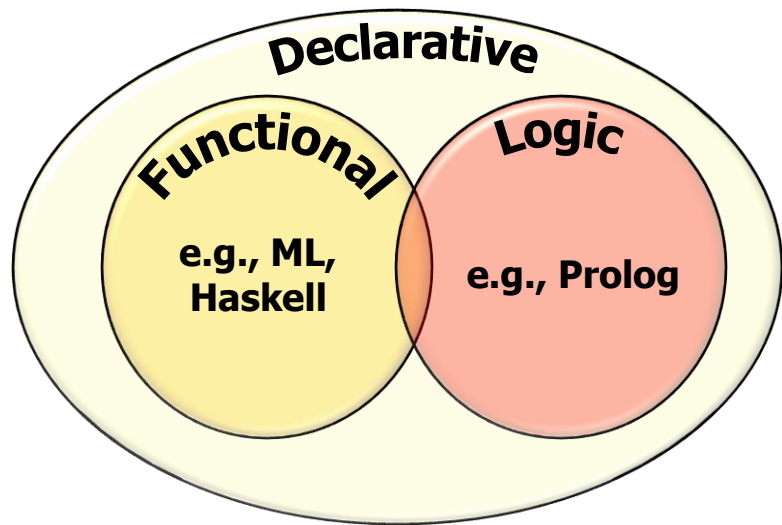 Declarative
Functional
Logic
e.g., ML,
Haskell
e.g., Prolog